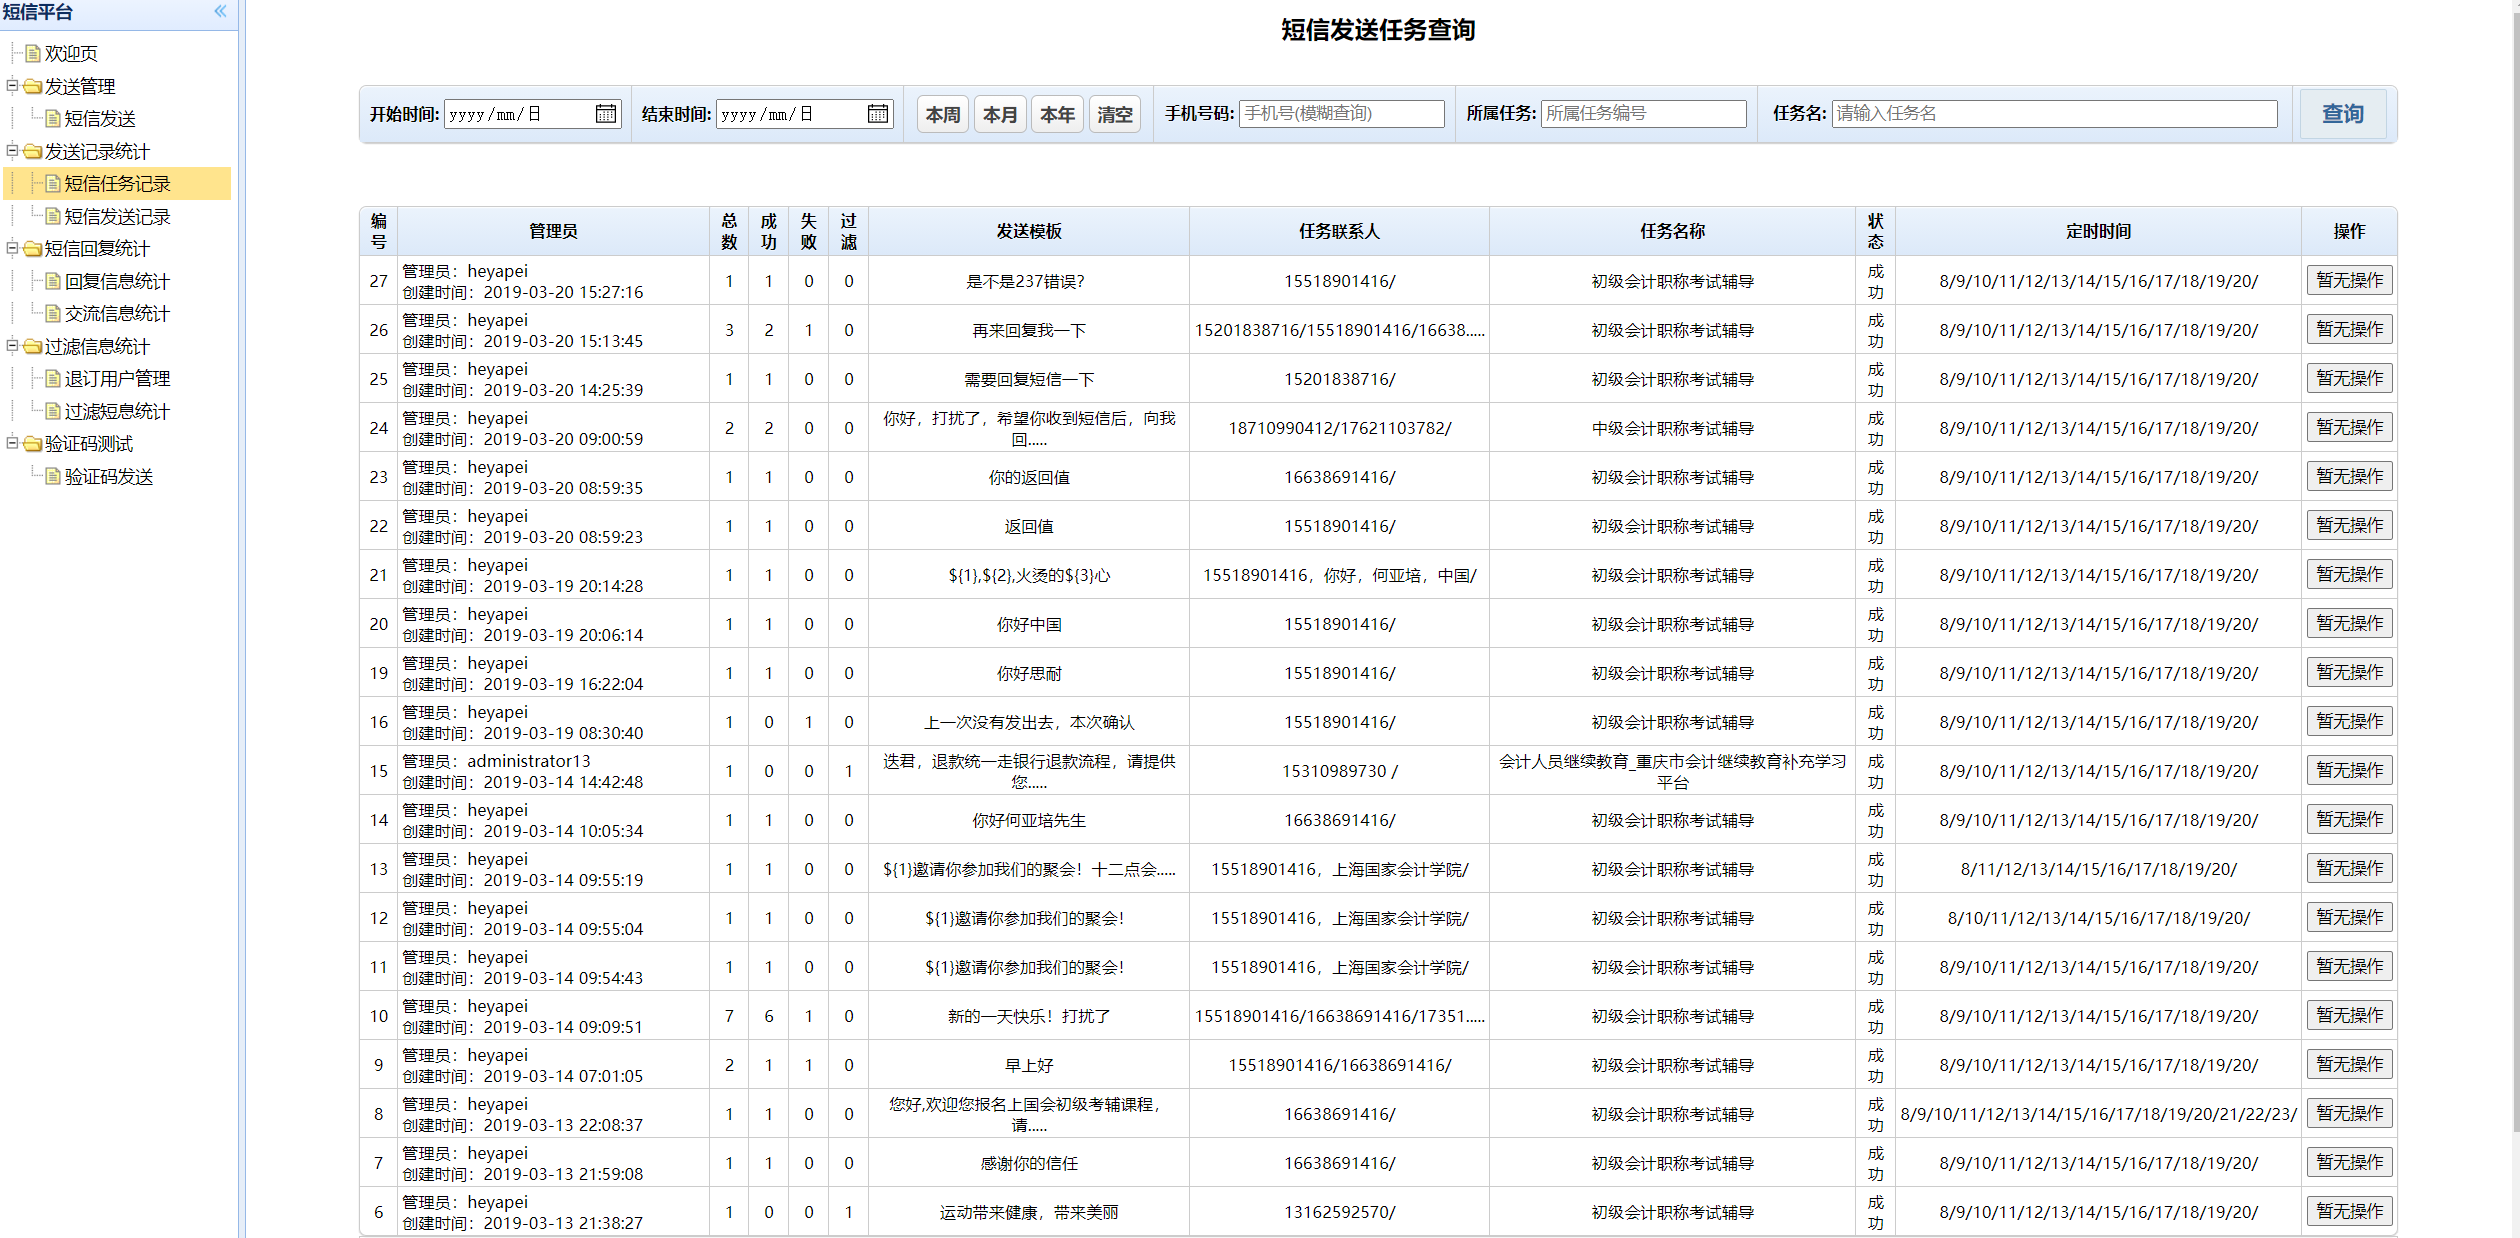 短信平台
欢迎页
发送管理
短信发送
发送记录统计
短信任务记录
短信发送记录
短信回复统计
回复信息统计
交流信息统计
过滤信息统计
退订用户管理
过滤短息统计
验证码测试
验证码发送
短信发送任务查询
开始时间: yyyy/mm/日 结束时间: yyyy/mm/日 本周 本月 本年 清空 手机号码: 手机号(模糊查询) 所属任务: 所属任务编号 任务名: 请输入任务名 查询
编号 管理员 总数 成功 失败 过滤 发送模板 任务联系人 任务名称 状态 定时时间 操作
27 管理员：heyapei 创建时间：2019-03-20 15:27:16 1 1 0 0 是不是237错误? 15518901416/ 初级会计职称考试辅导 成功 8/9/10/11/12/13/14/15/16/17/18/19/20/ 暂无操作
26 管理员：heyapei 创建时间：2019-03-20 15:13:45 3 2 1 0 再来回复我一下 15201838716/15518901416/16638..... 初级会计职称考试辅导 成功 8/9/10/11/12/13/14/15/16/17/18/19/20/ 暂无操作
25 管理员：heyapei 创建时间：2019-03-20 14:25:39 1 1 0 0 需要回复短信一下 15201838716/ 初级会计职称考试辅导 成功 8/9/10/11/12/13/14/15/16/17/18/19/20/ 暂无操作
24 管理员：heyapei 创建时间：2019-03-20 09:00:59 2 2 0 0 你好，打扰了，希望你收到短信后，向我回..... 18710990412/17621103782/ 中级会计职称考试辅导 成功 8/9/10/11/12/13/14/15/16/17/18/19/20/ 暂无操作
23 管理员：heyapei 创建时间：2019-03-20 08:59:35 1 1 0 0 你的返回值 16638691416/ 初级会计职称考试辅导 成功 8/9/10/11/12/13/14/15/16/17/18/19/20/ 暂无操作
22 管理员：heyapei 创建时间：2019-03-20 08:59:23 1 1 0 0 返回值 15518901416/ 初级会计职称考试辅导 成功 8/9/10/11/12/13/14/15/16/17/18/19/20/ 暂无操作
21 管理员：heyapei 创建时间：2019-03-19 20:14:28 1 1 0 0 ${1},${2},火烫的${3}心 15518901416，你好，何亚培，中国/ 初级会计职称考试辅导 成功 8/9/10/11/12/13/14/15/16/17/18/19/20/ 暂无操作
20 管理员：heyapei 创建时间：2019-03-19 20:06:14 1 1 0 0 你好中国 15518901416/ 初级会计职称考试辅导 成功 8/9/10/11/12/13/14/15/16/17/18/19/20/ 暂无操作
19 管理员：heyapei 创建时间：2019-03-19 16:22:04 1 1 0 0 你好思耐 15518901416/ 初级会计职称考试辅导 成功 8/9/10/11/12/13/14/15/16/17/18/19/20/ 暂无操作
16 管理员：heyapei 创建时间：2019-03-19 08:30:40 1 0 1 0 上一次没有发出去，本次确认 15518901416/ 初级会计职称考试辅导 成功 8/9/10/11/12/13/14/15/16/17/18/19/20/ 暂无操作
15 管理员：administrator13 创建时间：2019-03-14 14:42:48 1 0 0 1 迭君，退款统一走银行退款流程，请提供您..... 15310989730 / 会计人员继续教育_重庆市会计继续教育补充学习平台 成功 8/9/10/11/12/13/14/15/16/17/18/19/20/ 暂无操作
14 管理员：heyapei 创建时间：2019-03-14 10:05:34 1 1 0 0 你好何亚培先生 16638691416/ 初级会计职称考试辅导 成功 8/9/10/11/12/13/14/15/16/17/18/19/20/ 暂无操作
13 管理员：heyapei 创建时间：2019-03-14 09:55:19 1 1 0 0 ${1}邀请你参加我们的聚会！十二点会..... 15518901416，上海国家会计学院/ 初级会计职称考试辅导 成功 8/11/12/13/14/15/16/17/18/19/20/ 暂无操作
12 管理员：heyapei 创建时间：2019-03-14 09:55:04 1 1 0 0 ${1}邀请你参加我们的聚会! 15518901416，上海国家会计学院/ 初级会计职称考试辅导 成功 8/10/11/12/13/14/15/16/17/18/19/20/ 暂无操作
11 管理员：heyapei 创建时间：2019-03-14 09:54:43 1 1 0 0 ${1}邀请你参加我们的聚会! 15518901416，上海国家会计学院/ 初级会计职称考试辅导 成功 8/9/10/11/12/13/14/15/16/17/18/19/20/ 暂无操作
10 管理员：heyapei 创建时间：2019-03-14 09:09:51 7 6 1 0 新的一天快乐！打扰了 15518901416/16638691416/17351..... 初级会计职称考试辅导 成功 8/9/10/11/12/13/14/15/16/17/18/19/20/ 暂无操作
9 管理员：heyapei 创建时间：2019-03-14 07:01:05 2 1 1 0 早上好 15518901416/16638691416/ 初级会计职称考试辅导 成功 8/9/10/11/12/13/14/15/16/17/18/19/20/ 暂无操作
8 管理员：heyapei 创建时间：2019-03-13 22:08:37 1 1 0 0 您好,欢迎您报名上国会初级考辅课程，请..... 16638691416/ 初级会计职称考试辅导 成功 8/9/10/11/12/13/14/15/16/17/18/19/20/21/22/23/ 暂无操作
7 管理员：heyapei 创建时间：2019-03-13 21:59:08 1 1 0 0 感谢你的信任 16638691416/ 初级会计职称考试辅导 成功 8/9/10/11/12/13/14/15/16/17/18/19/20/ 暂无操作
6 管理员：heyapei 创建时间：2019-03-13 21:38:27 1 0 0 1 运动带来健康，带来美丽 13162592570/ 初级会计职称考试辅导 成功 8/9/10/11/12/13/14/15/16/17/18/19/20/ 暂无操作